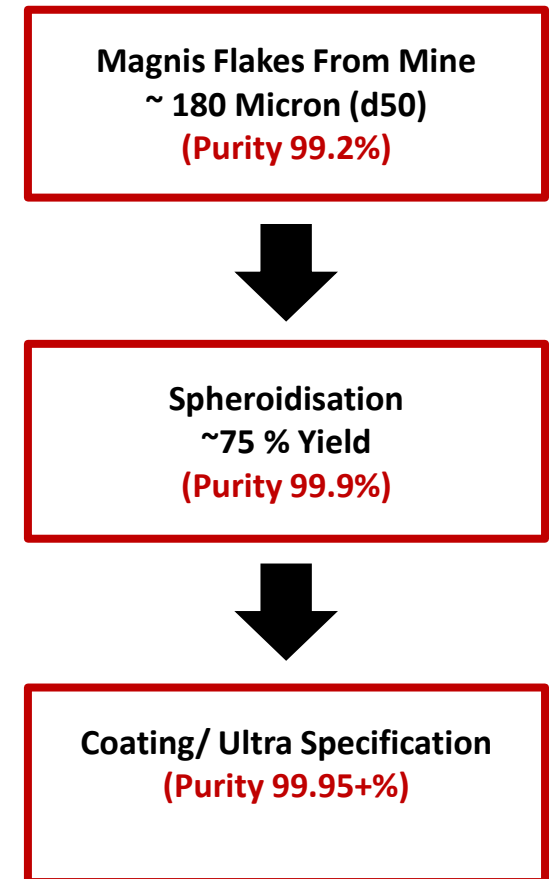 Magnis Flakes From Mine
~ 180 Micron (d50)
(Purity 99.2%)
Spheroidisation
~75 % Yield
(Purity 99.9%)
Coating/ Ultra Specification
(Purity 99.95+%)